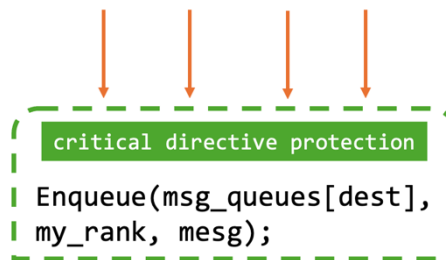 critical directive protection
Enqueue(msg_queues[dest],
my_rank, mesg);